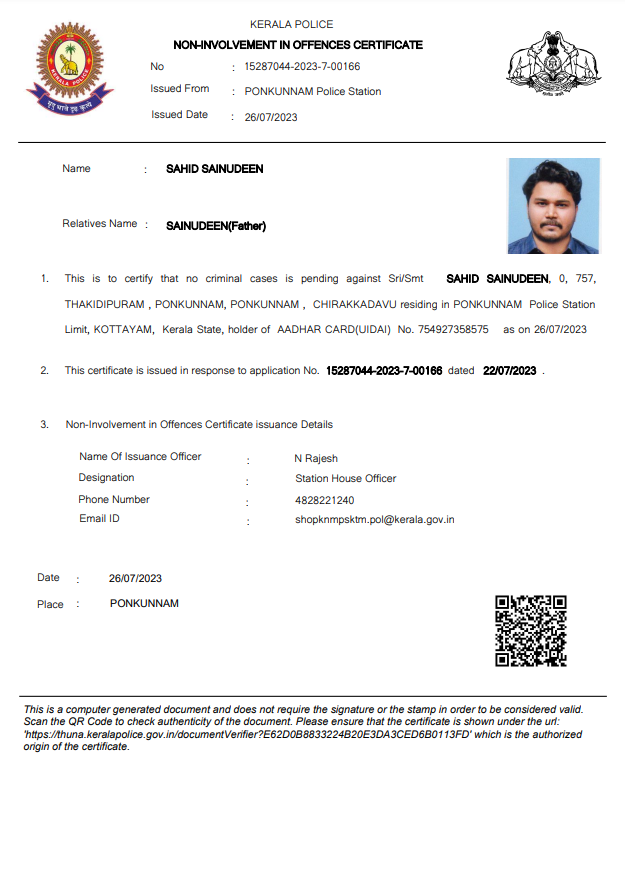 KERALA POLICE
NON-INVOLVEMENT IN OFFENCES CERTIFICATE
No : 15287044-2023-7-00166
Issued From : PONKUNNAM Police Station
Issued Date : 26/07/2023
KERALA POLICE
Name : SAHID SAINUDEEN
Relatives Name : SAINUDEEN(Father)
1. This is to certify that no criminal cases is pending against Sri/Smt SAHID SAINUDEEN, 0, 757,
THAKIDIPURAM , PONKUNNAM, PONKUNNAM , CHIRAKKADAVU residing in PONKUNNAM Police Station
Limit, KOTTAYAM, Kerala State, holder of AADHAR CARD(UIDAI) No. 754927358575 as on 26/07/2023
2. This certificate is issued in response to application No. 15287044-2023-7-00166 dated 22/07/2023 .
3. Non-Involvement in Offences Certificate issuance Details
Name Of Issuance Officer : N Rajesh
Designation : Station House Officer
Phone Number : 4828221240
Email ID : shopknmpsktm.pol@kerala.gov.in
Date : 26/07/2023
Place : PONKUNNAM
This is a computer generated document and does not require the signature or the stamp in order to be considered valid.
Scan the QR Code to check authenticity of the document. Please ensure that the certificate is shown under the url:
'https://thuna.keralapolice.gov.in/documentVerifier?E62D0B8833224B20E3DA3CED6B0113FD' which is the authorized
origin of the certificate.